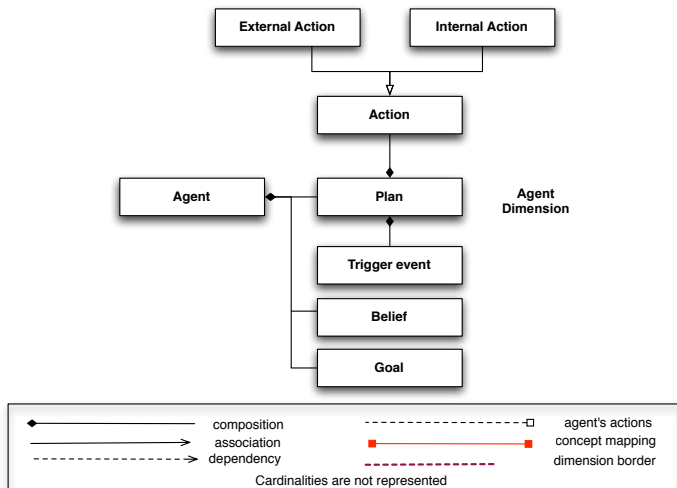 External Action
Internal Action
Action
Agent
Plan
Agent
Dimension
Trigger event
Belief
Goal
composition
agent's actions
association
concept mapping
dependency
dimension border
Cardinalities are not represented